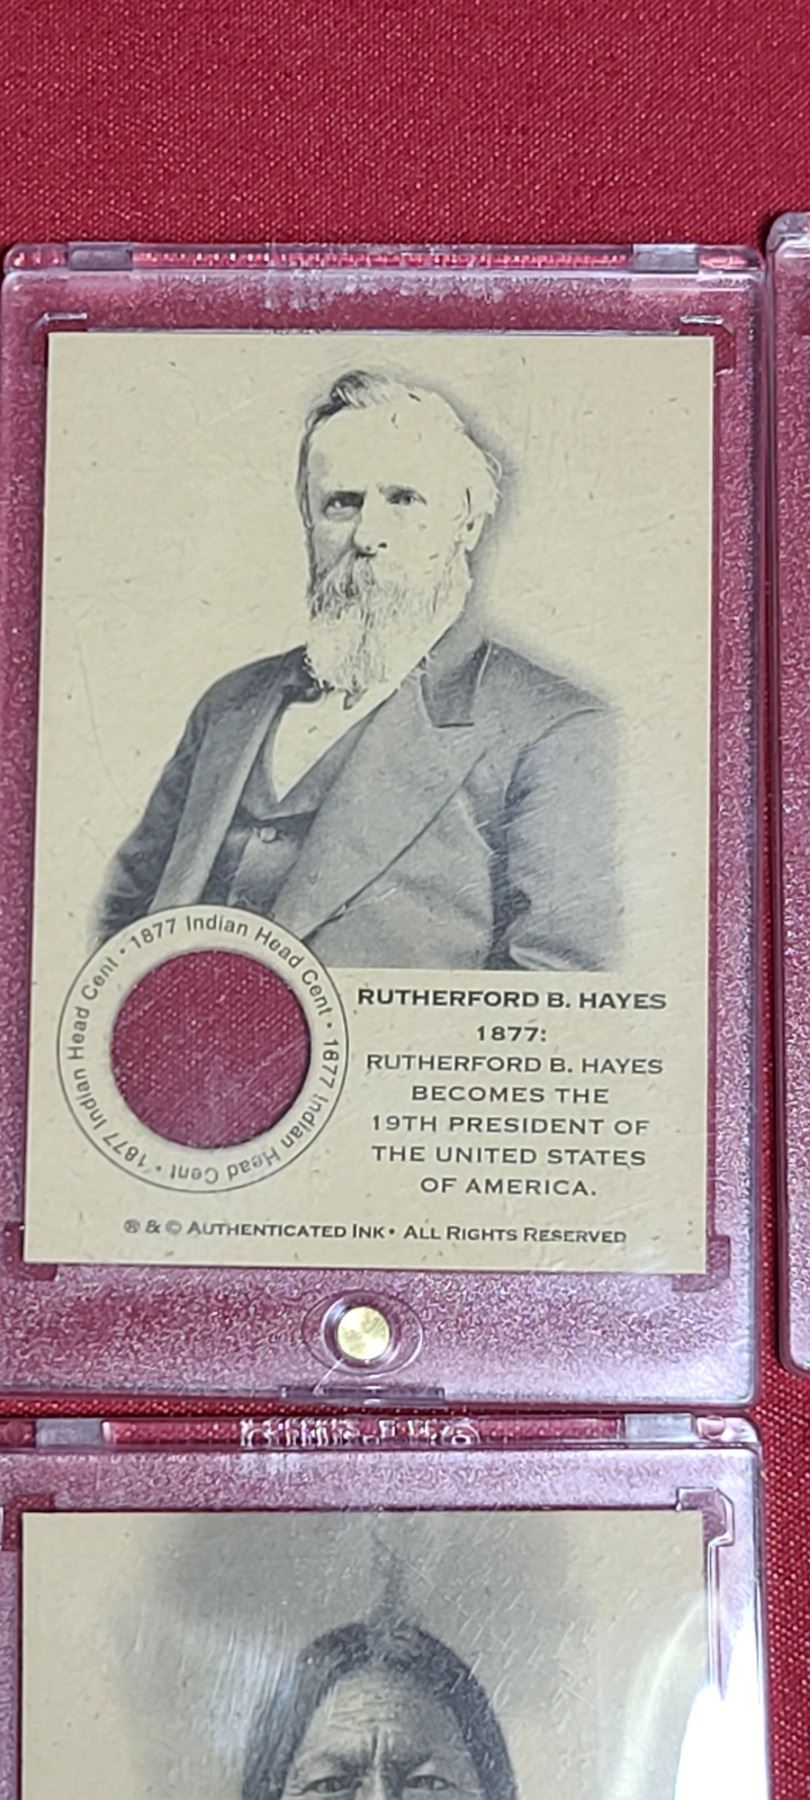 1877 Indian Head Cent • 1877 Indian Head Cent • 1877 Indian Head Cent •
RUTHERFORD B. HAYES
1877:
RUTHERFORD B. HAYES
BECOMES THE
19TH PRESIDENT OF
THE UNITED STATES
OF AMERICA.
® & © AUTHENTICATED INK • ALL RIGHTS RESERVED